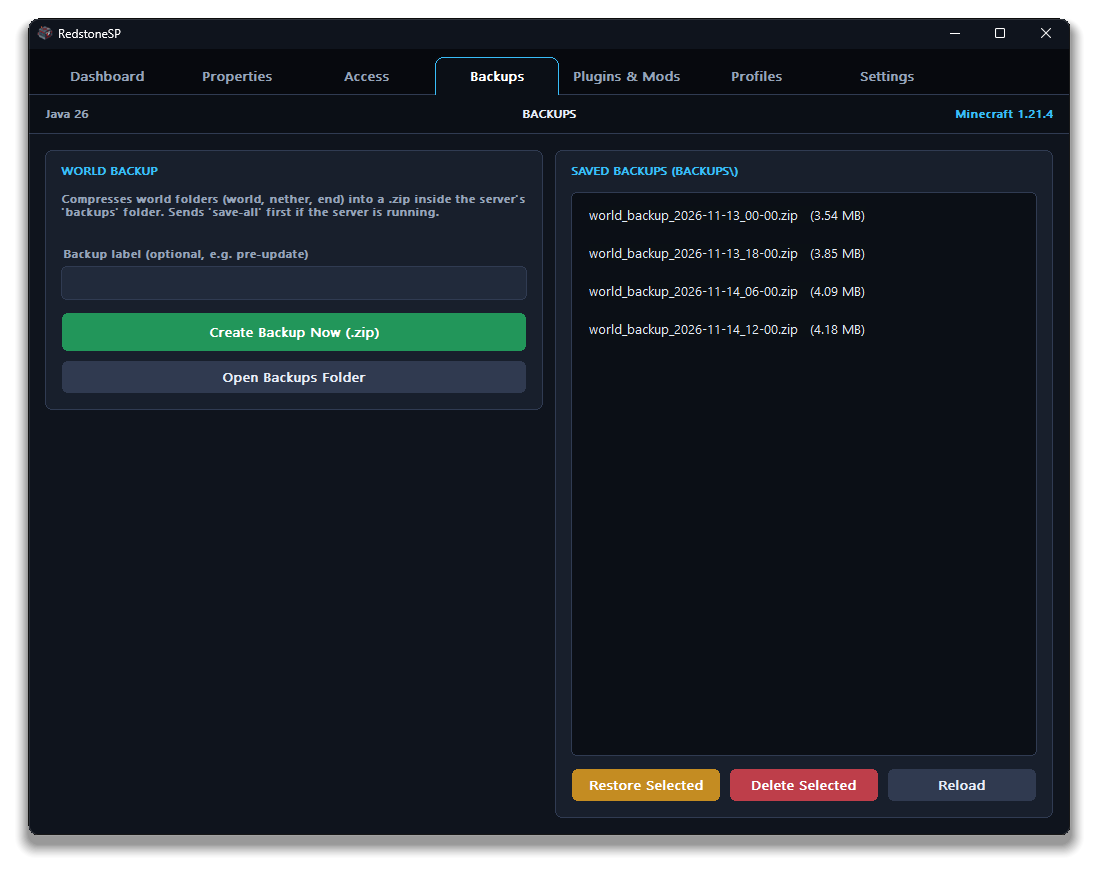 RedstoneSP
Dashboard
Properties
Access
Backups
Plugins & Mods
Profiles
Settings
Java 26
BACKUPS
Minecraft 1.21.4
WORLD BACKUP
Compresses world folders (world, nether, end) into a .zip inside the server's
'backups' folder. Sends 'save-all' first if the server is running.
Backup label (optional, e.g. pre-update)
Create Backup Now (.zip)
Open Backups Folder
SAVED BACKUPS (BACKUPS\)
world_backup_2026-11-13_00-00.zip (3.54 MB)
world_backup_2026-11-13_18-00.zip (3.85 MB)
world_backup_2026-11-14_06-00.zip (4.09 MB)
world_backup_2026-11-14_12-00.zip (4.18 MB)
Restore Selected
Delete Selected
Reload